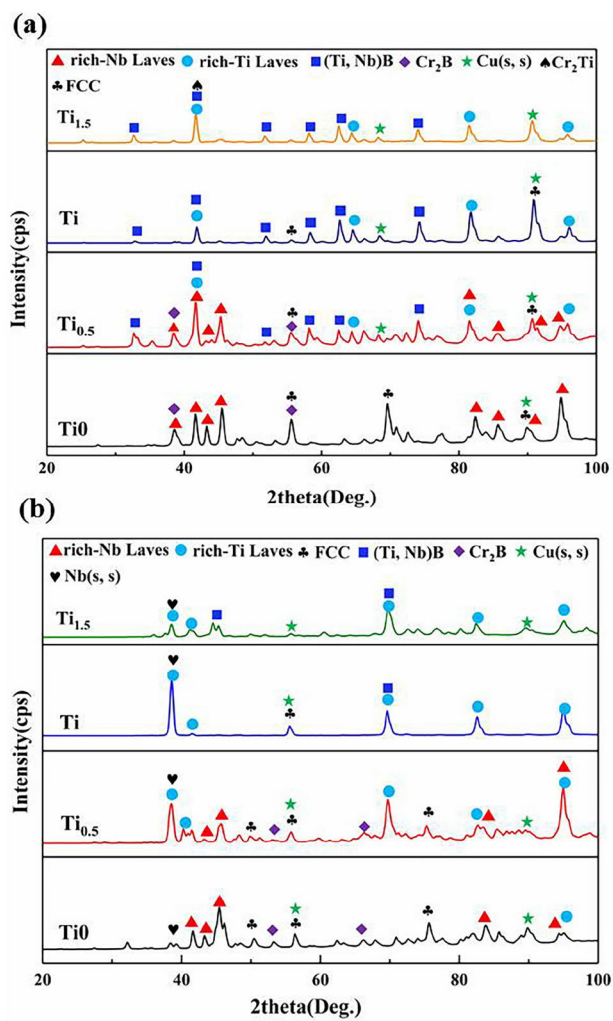 (a)
▲ rich-Nb Laves ● rich-Ti Laves ■ (Ti, Nb)B ◆ Cr₂B ★ Cu(s, s) ♠ Cr₂Ti
♣ FCC
Ti₁.₅
Ti
Ti₀.₅
Ti0
Intensity(cps)
20 40 60 80 100
2theta(Deg.)
(b)
▲ rich-Nb Laves ● rich-Ti Laves ♣ FCC ■ (Ti, Nb)B ◆ Cr₂B ★ Cu(s, s)
♥ Nb(s, s)
Ti₁.₅
Ti
Ti₀.₅
Ti0
Intensity(cps)
20 40 60 80 100
2theta(Deg.)